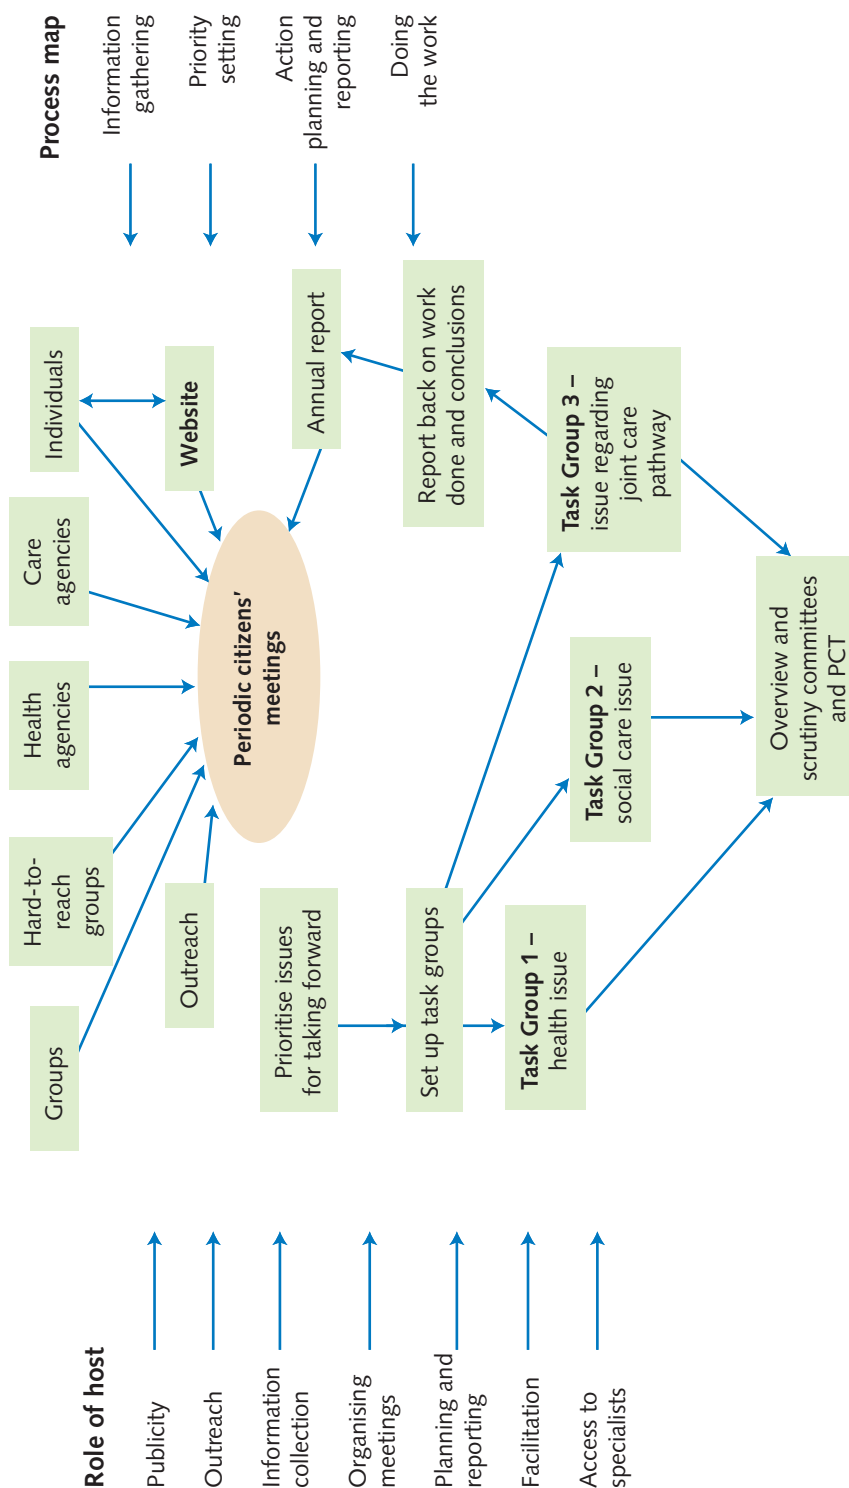 Role of host
Publicity
Outreach
Information
collection
Organising
meetings
Planning and
reporting
Facilitation
Access to
specialists
Groups
Hard-to-
reach
groups
Health
agencies
Care
agencies
Individuals
Outreach
Website
Periodic citizens’
meetings
Prioritise issues
for taking forward
Annual report
Set up task groups
Report back on work
done and conclusions
Task Group 1 –
health issue
Task Group 2 –
social care issue
Task Group 3 –
issue regarding
joint care
pathway
Overview and
scrutiny committees
and PCT
Process map
Information
gathering
Priority
setting
Action
planning and
reporting
Doing
the work